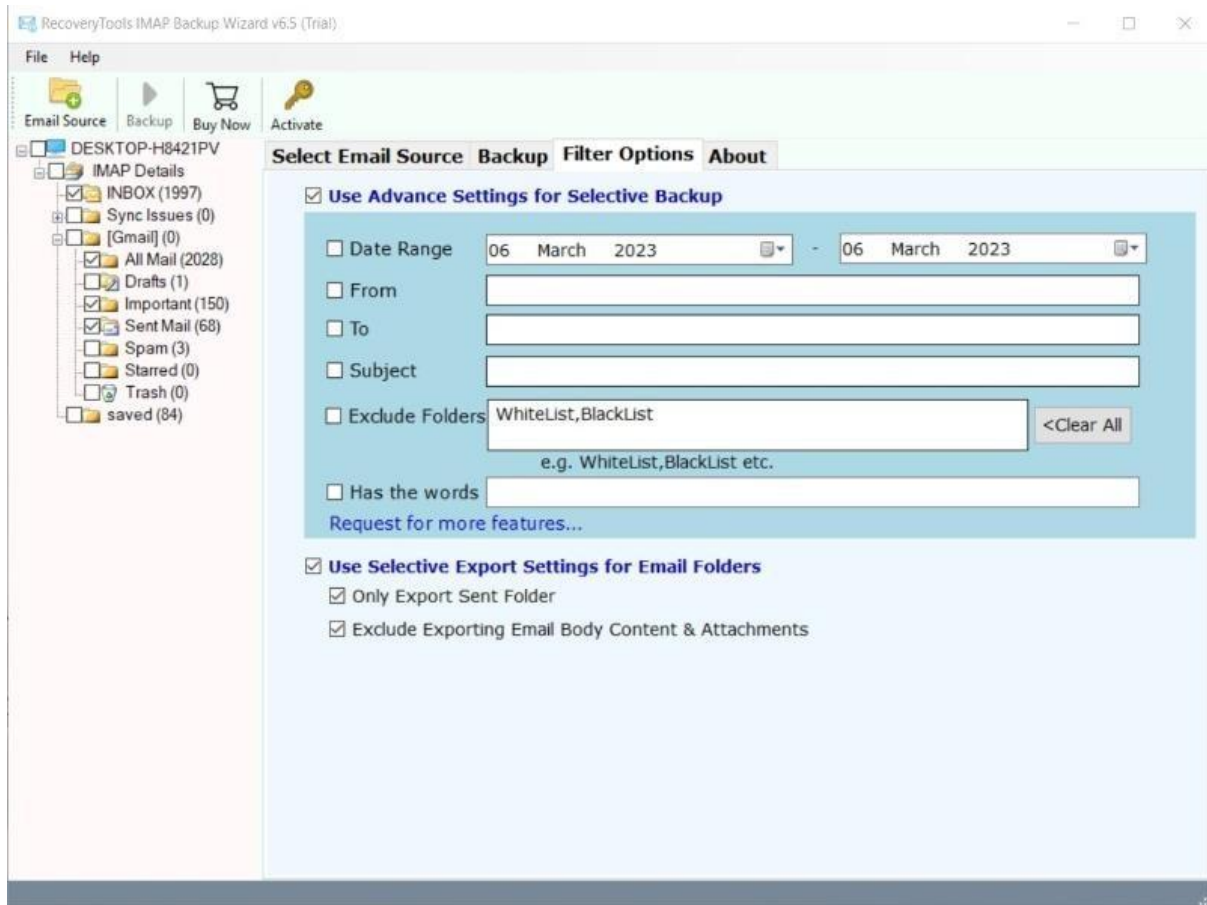 RecoveryTools IMAP Backup Wizard v6.5 (Trial)
File Help
Email Source Backup Buy Now Activate
DESKTOP-H8421PV
IMAP Details
INBOX (1997)
Sync Issues (0)
[Gmail] (0)
All Mail (2028)
Drafts (1)
Important (150)
Sent Mail (68)
Spam (3)
Starred (0)
Trash (0)
saved (84)
Select Email Source Backup Filter Options About
Use Advance Settings for Selective Backup
Date Range 06 March 2023 - 06 March 2023
From
To
Subject
Exclude Folders WhiteList,BlackList <Clear All
e.g. WhiteList,BlackList etc.
Has the words
Request for more features...
Use Selective Export Settings for Email Folders
Only Export Sent Folder
Exclude Exporting Email Body Content & Attachments